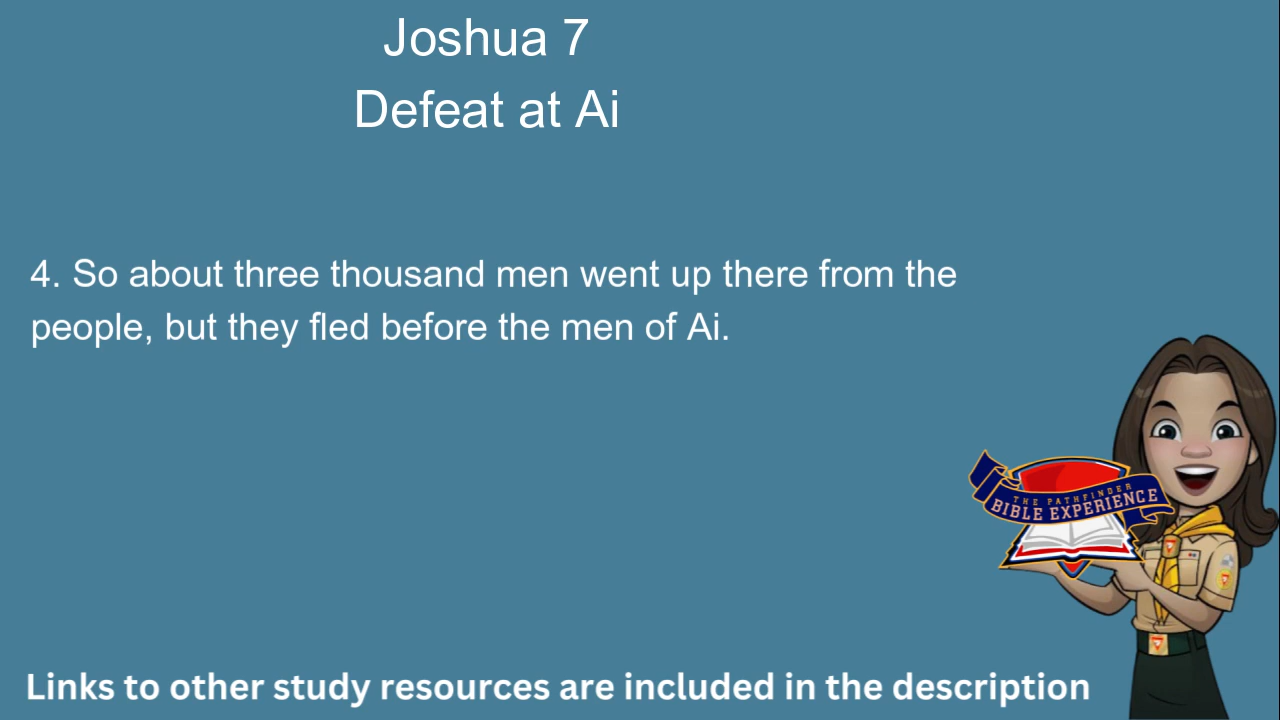 Joshua 7
Defeat at Ai
4. So about three thousand men went up there from the
people, but they fled before the men of Ai.
THE PATHFINDER
BIBLE EXPERIENCE
Links to other study resources are included in the description